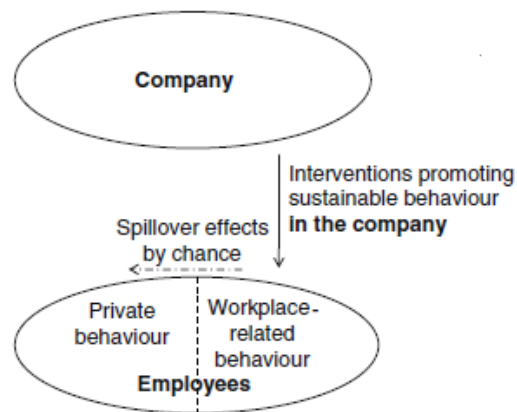 Company
Interventions promoting
sustainable behaviour
in the company
Spillover effects
by chance
Private
behaviour
Workplace-
related
behaviour
Employees